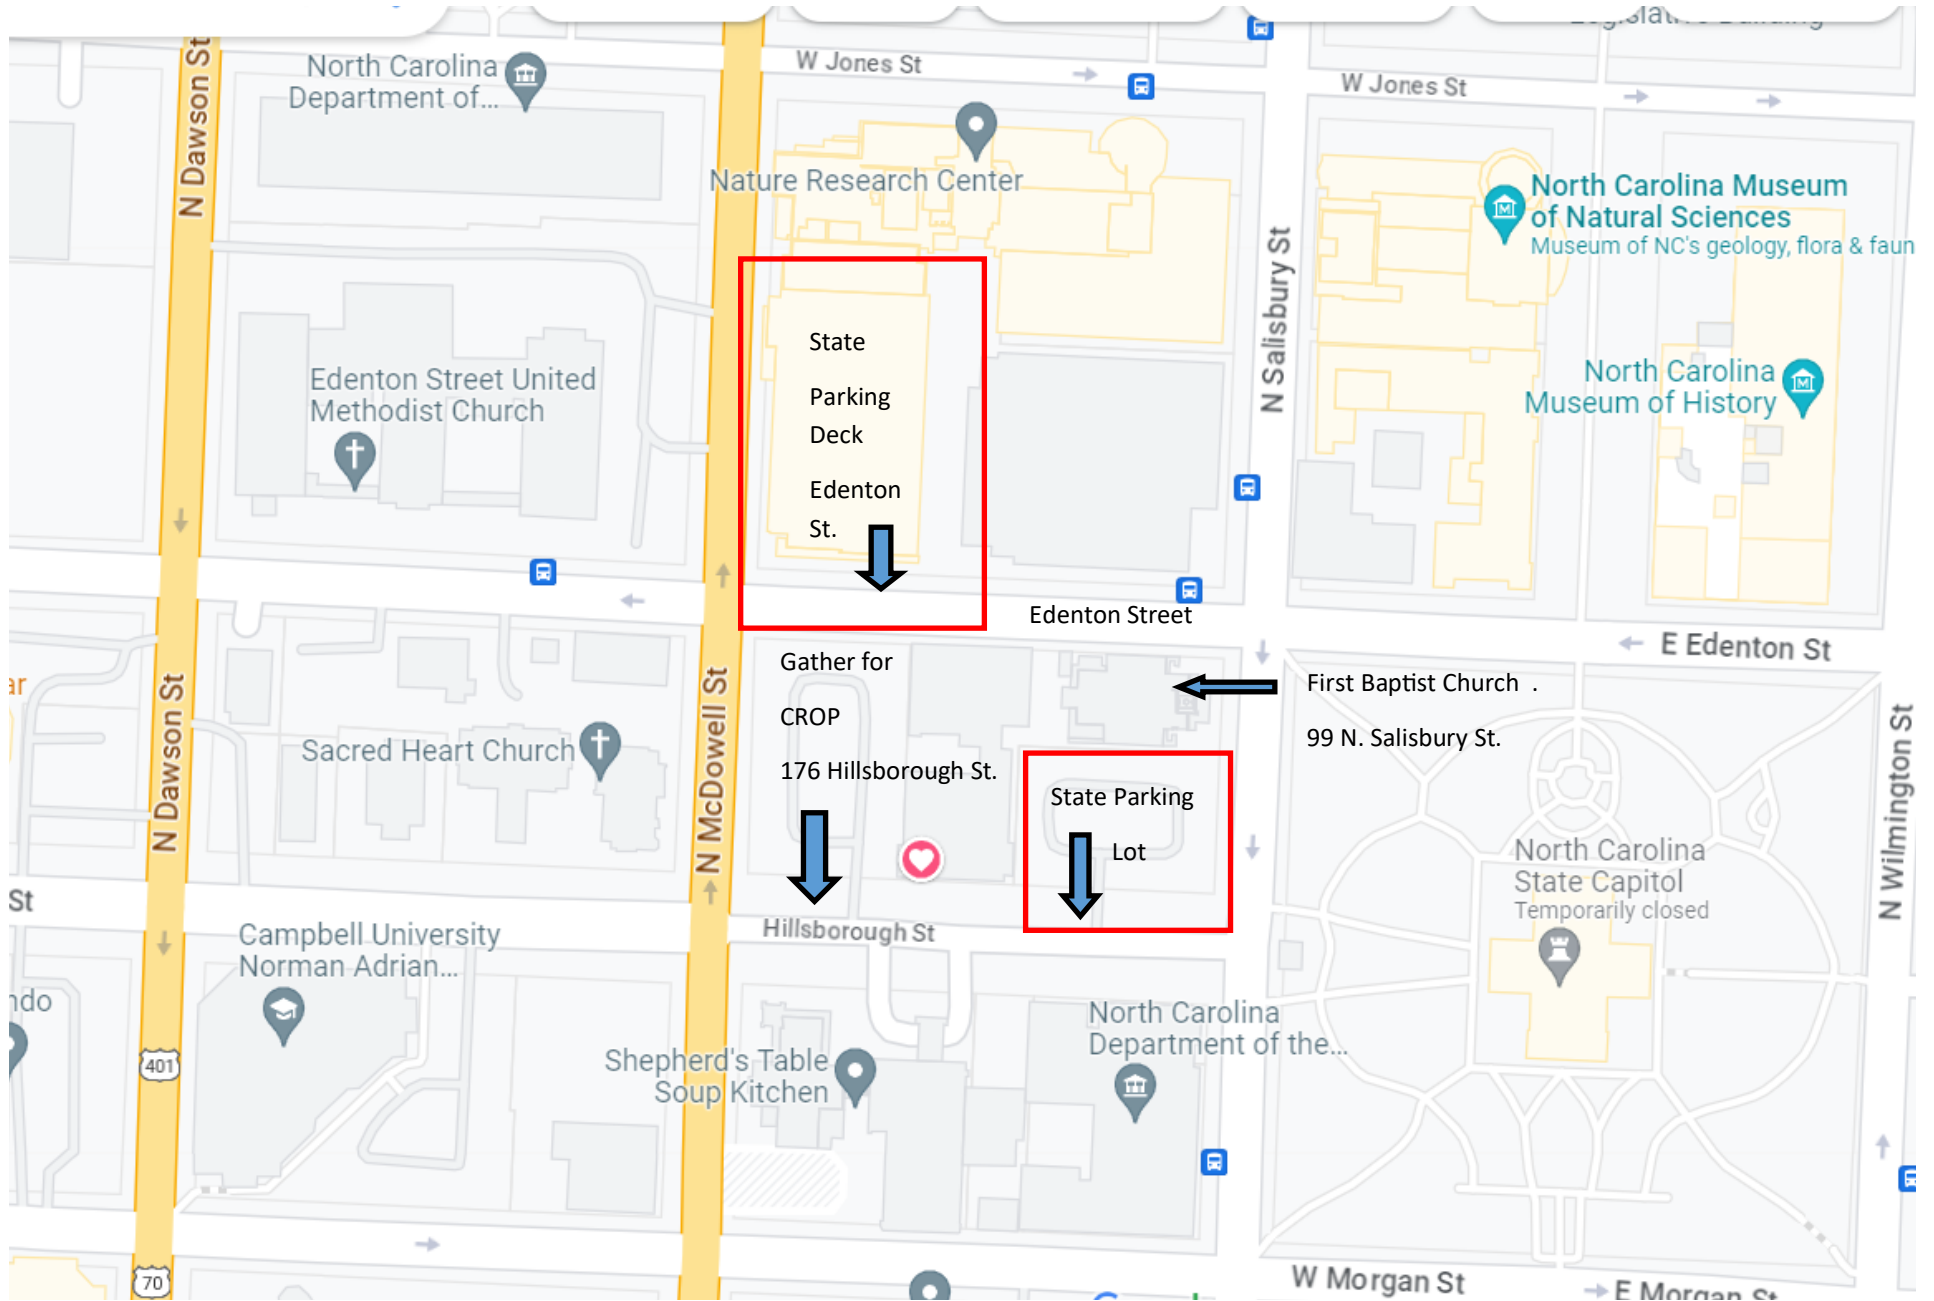 W Jones St
W Jones St
N Dawson St
North Carolina
Department of...
Nature Research Center
North Carolina Museum
of Natural Sciences
Museum of NC's geology, flora & faun
N Salisbury St
State
Parking
Deck
Edenton
St.
Edenton Street United
Methodist Church
North Carolina
Museum of History
Edenton Street
E Edenton St
Gather for
CROP
176 Hillsborough St.
First Baptist Church .
99 N. Salisbury St.
N Dawson St
Sacred Heart Church
N McDowell St
State Parking
Lot
N Wilmington St
North Carolina
State Capitol
Temporarily closed
St
Hillsborough St
Campbell University
Norman Adrian...
North Carolina
Department of the...
Shepherd's Table
Soup Kitchen
401
70
W Morgan St
E Morgan St